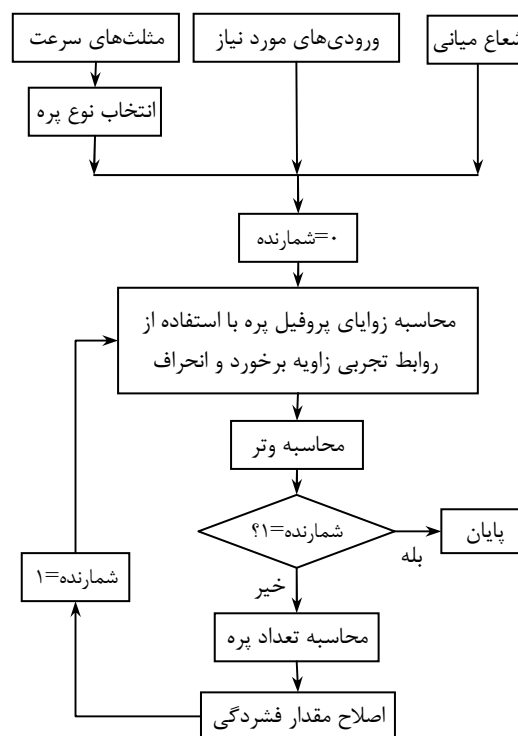 شعاع میانی
ورودی‌های مورد نیاز
مثلث‌های سرعت
انتخاب نوع پره
شمارنده=۰
محاسبه زوایای پروفیل پره با استفاده از
روابط تجربی زاویه برخورد و انحراف
محاسبه وتر
شمارنده=۱؟
بله
پایان
خیر
شمارنده=۱
محاسبه تعداد پره
اصلاح مقدار فشردگی